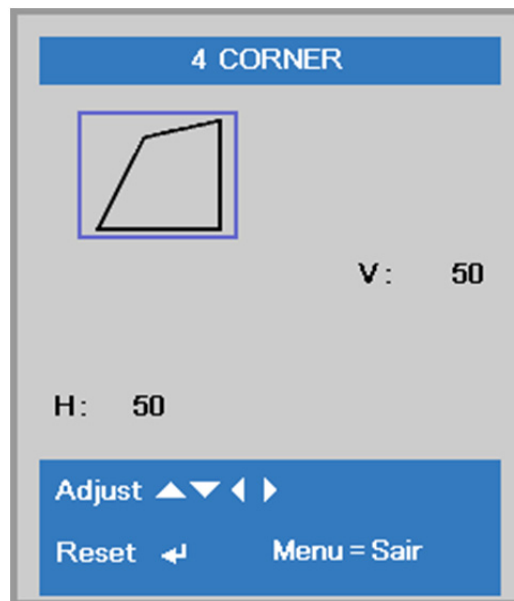 4 CORNER
V: 50
H: 50
Adjust ▲▼◀▶
Reset ↵ Menu = Sair